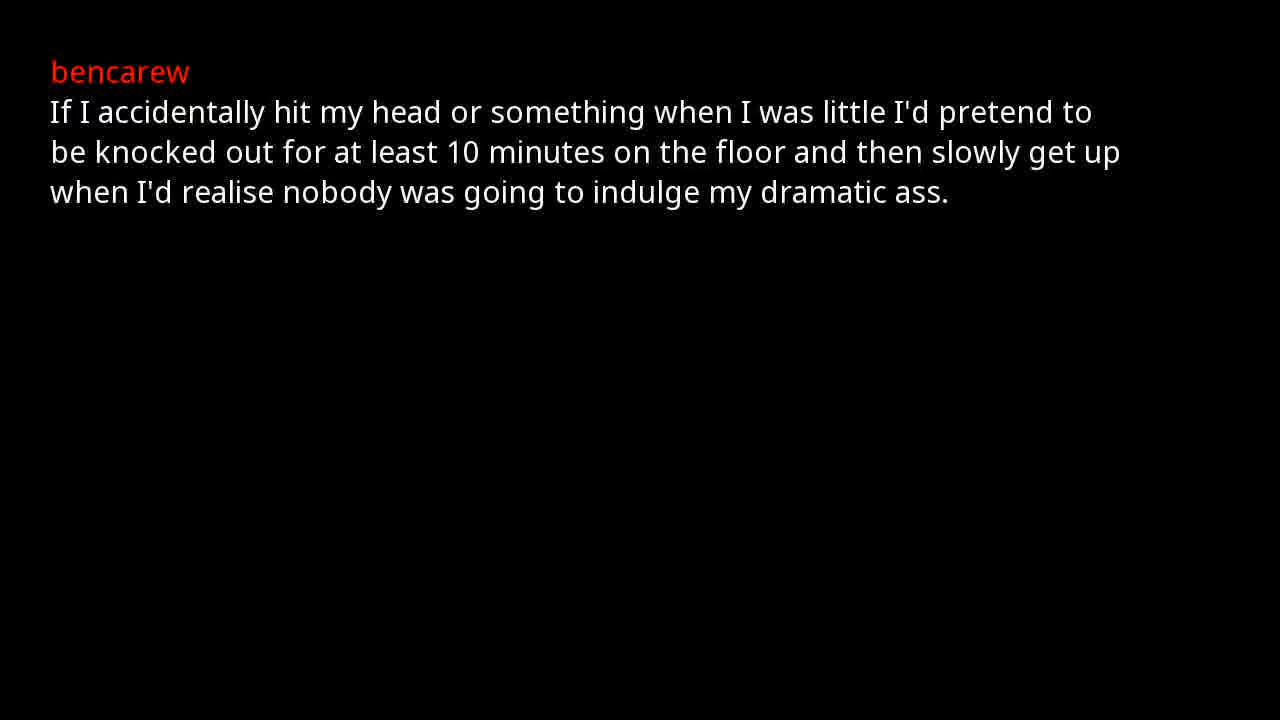 bencarew
If I accidentally hit my head or something when I was little I'd pretend to
be knocked out for at least 10 minutes on the floor and then slowly get up
when I'd realise nobody was going to indulge my dramatic ass.